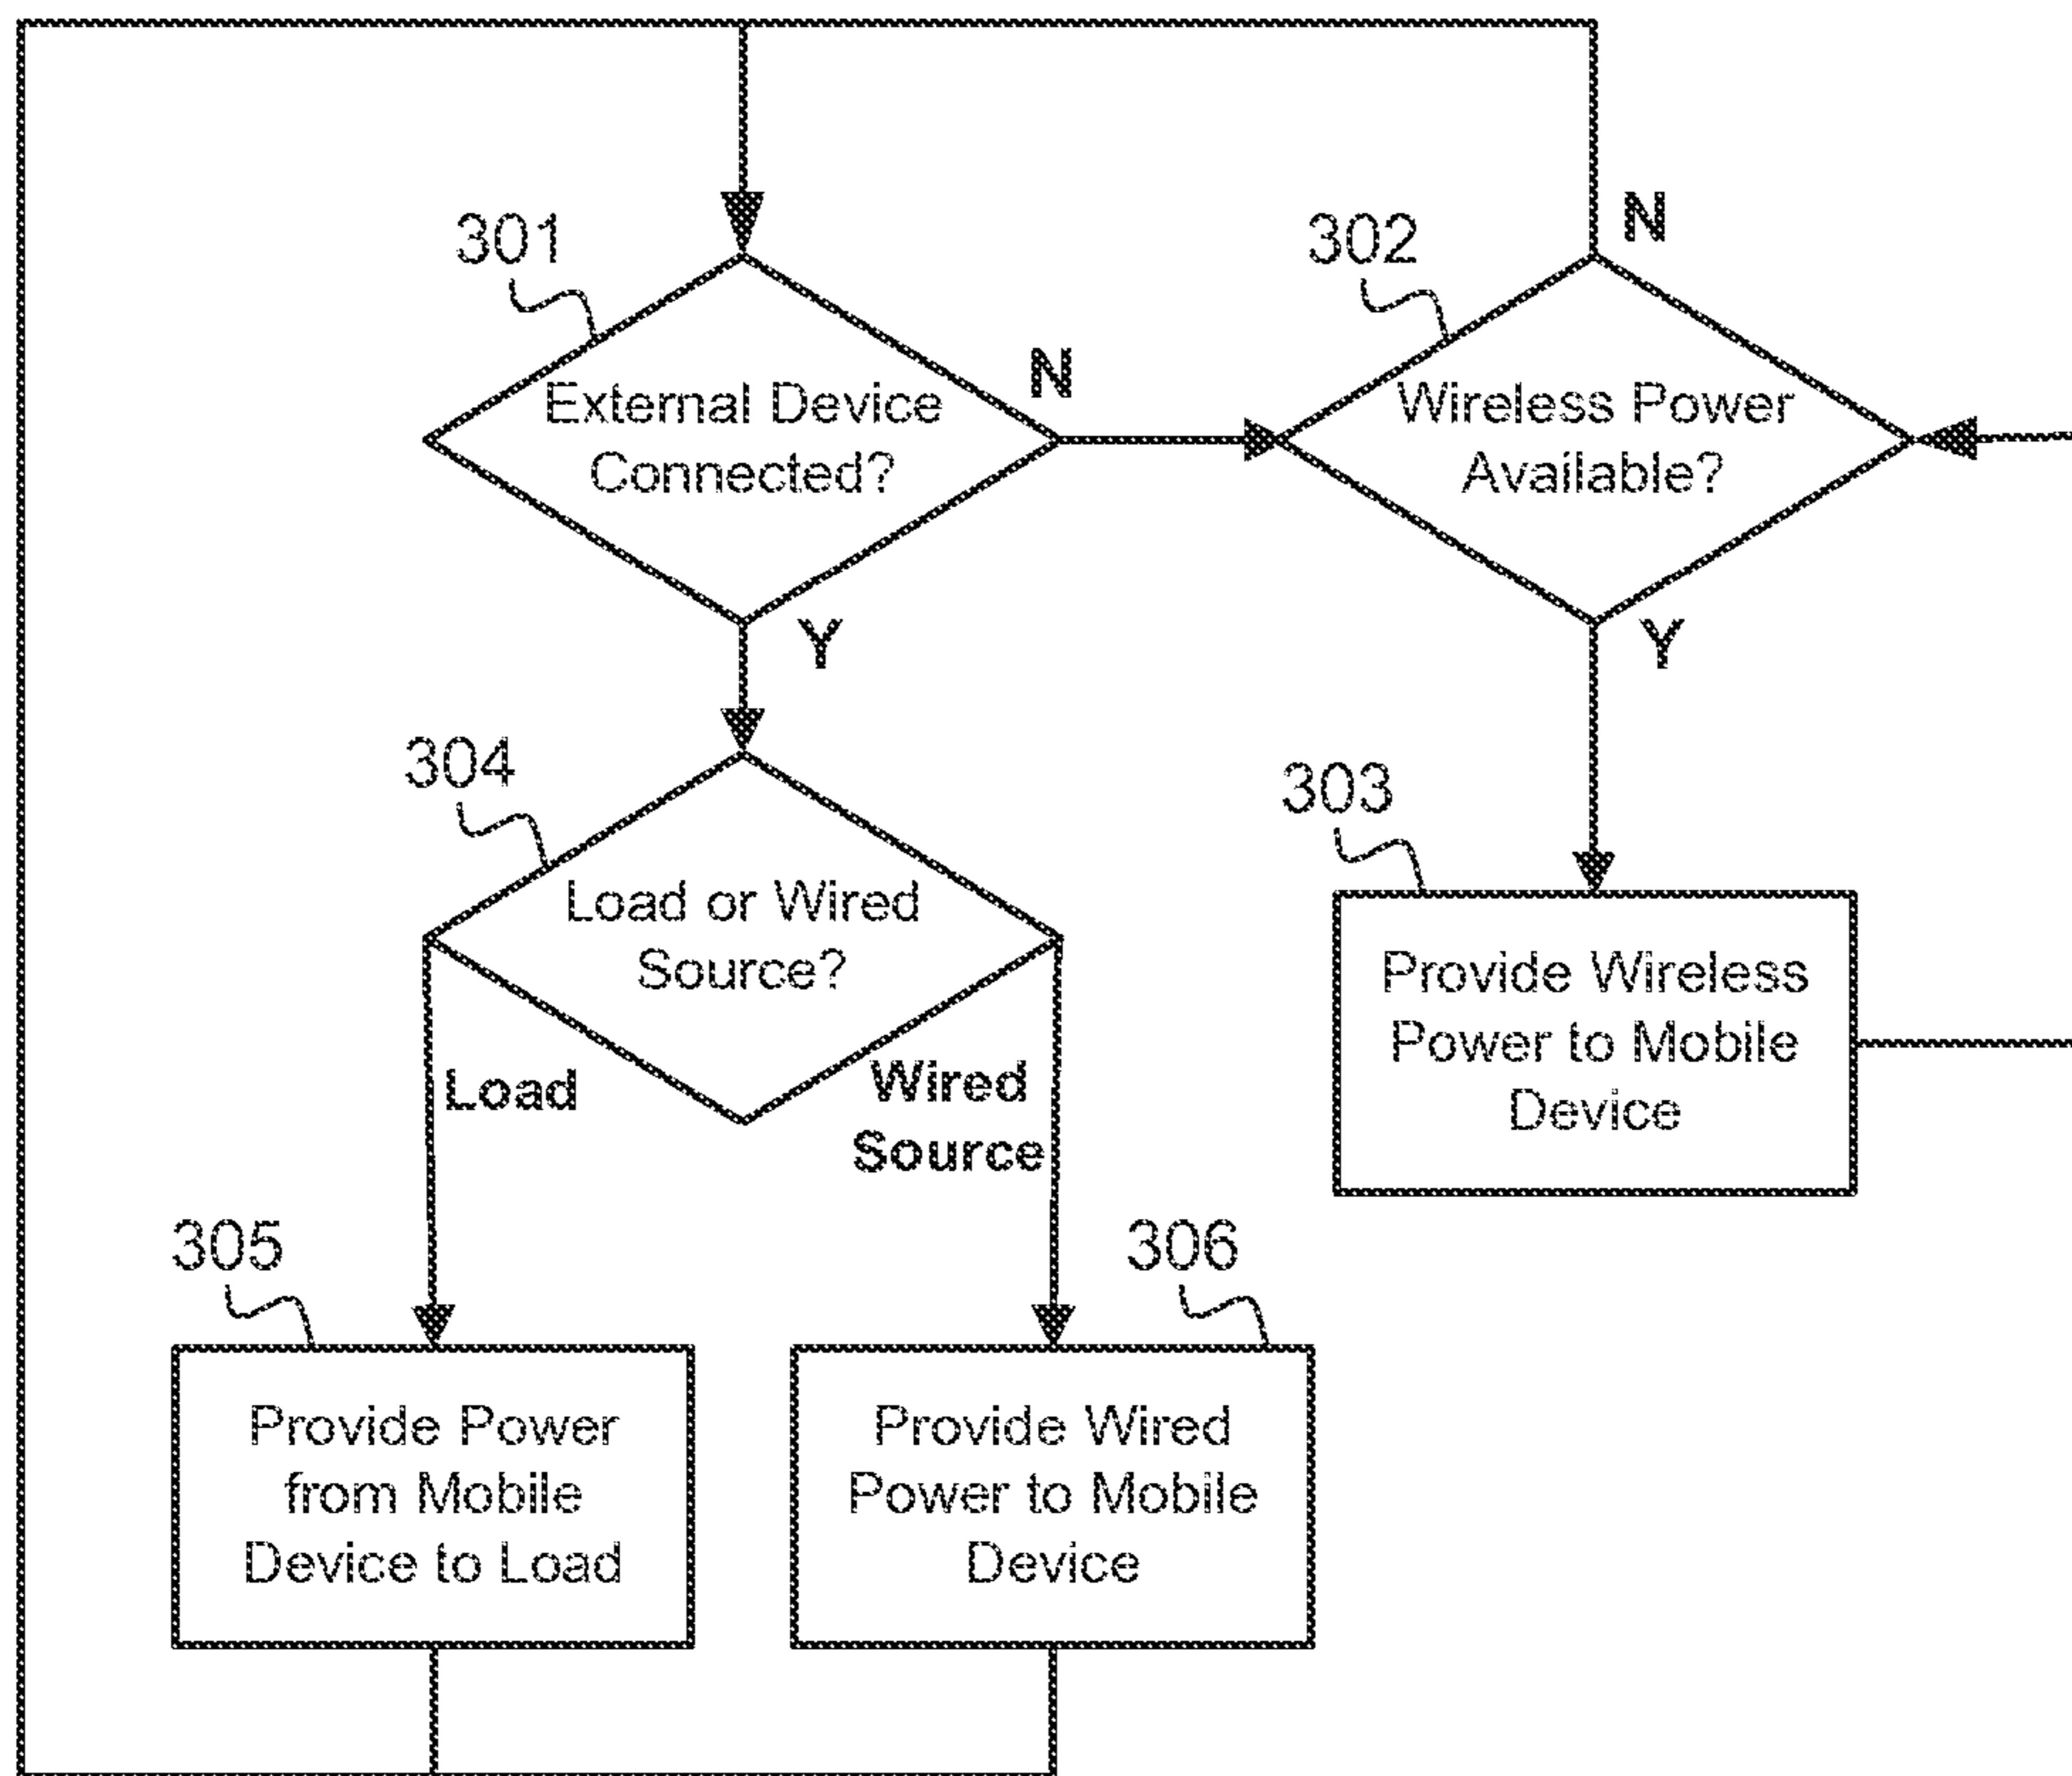 301
External Device
Connected?
N
302
Wireless Power
Available?
N
Y
Y
304
Load or Wired
Source?
Load
Wired
Source
303
Provide Wireless
Power to Mobile
Device
305
Provide Power
from Mobile
Device to Load
306
Provide Wired
Power to Mobile
Device